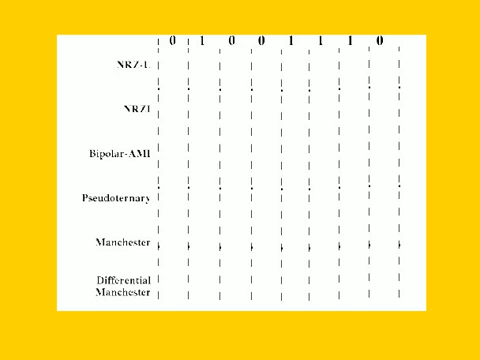 0 1 0 0 1 1 1 0
NRZ-L
NRZI
Bipolar-AMI
Pseudoternary
Manchester
Differential
Manchester